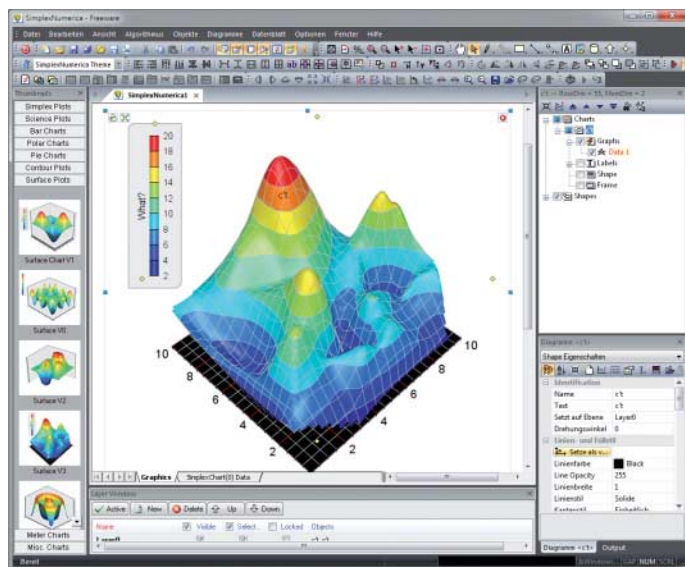 SimplexNumerica - Freeware
Datei Bearbeiten Ansicht Algorithmus Objekte Diagramme Datenblatt Optionen Fenster Hilfe
SimplexNumerica Theme
Thumbnails
Simplex Plots
Science Plots
Bar Charts
Polar Charts
Pie Charts
Contour Plots
Surface Plots
Surface Chart V1
Surface V0
Surface V2
Surface V3
Meter Charts
Misc. Charts
SimplexNumerica1
What?
20
18
16
14
12
10
8
6
4
2
c't
10
8
6
4
2
10
8
6
4
2
Graphics SimplexChart(0) Data
Layer Window
Active New Delete Up Down
Name Visible Select.. Locked Objects
Layer0
Charts
c't
Graphs
Data 1
Labels
Shape
Frame
Shapes
Diagramm <c't>
Shape Eigenschaften
Identification
Name c't
Text c't
Setzt auf Ebene Layer0
Drehungswinkel 0
Linien- und Füllstil
Setze als v...
Linienfarbe Black
Line Opacity 255
Linienbreite 1
Linienstil Solide
Kantenstil Einheitlich
Diagramm <c't> Output
Bereit
CAP NUM SCRL